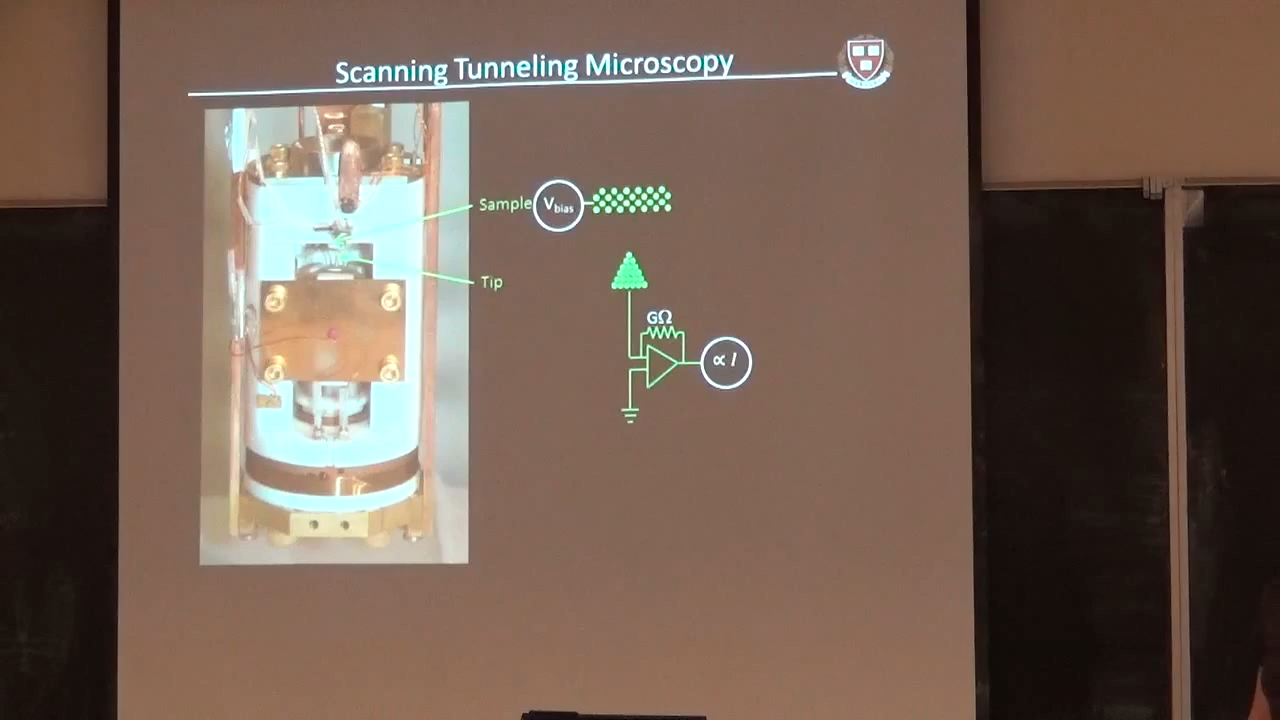 Scanning Tunneling Microscopy
Sample
Vbias
Tip
GΩ
∝ I